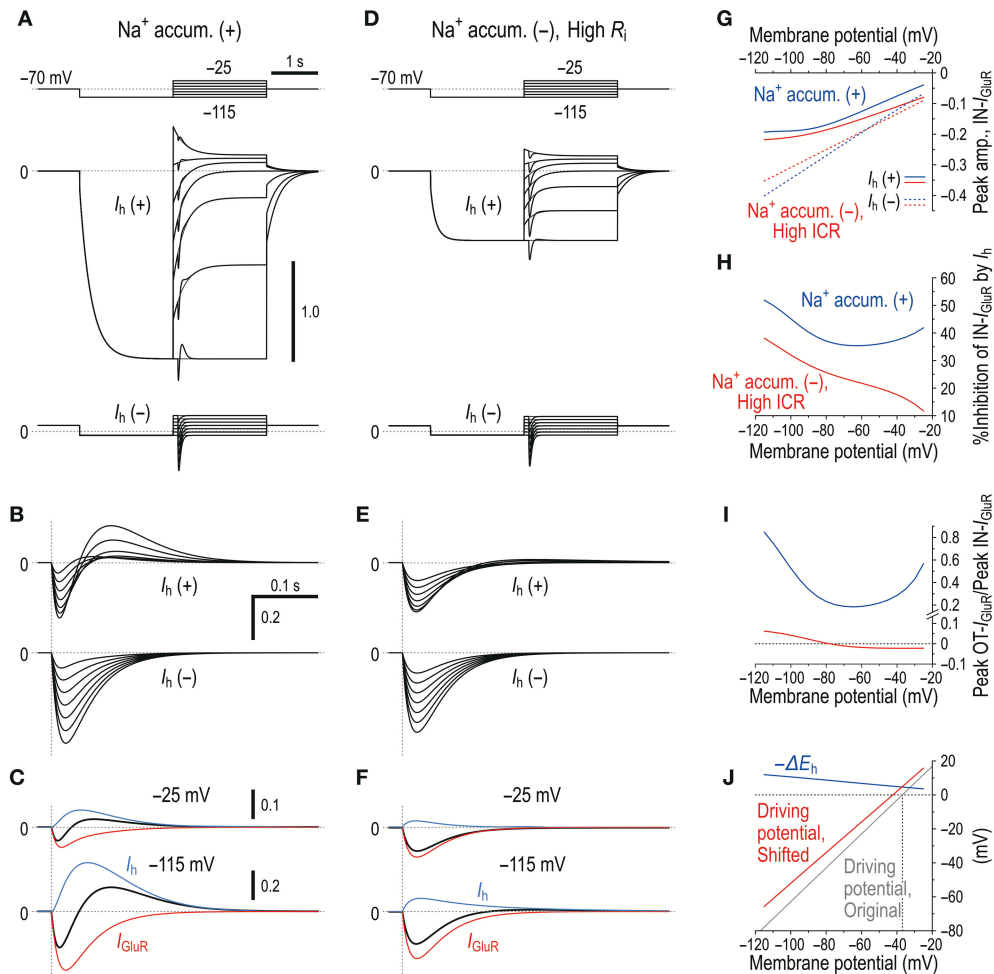 A
Na⁺ accum. (+)
1 s
−70 mV
−25
−115
0
Iₕ (+)
1.0
Iₕ (−)
0
B
0
Iₕ (+)
0.1 s
0.2
0
Iₕ (−)
C
−25 mV
0.1
0
−115 mV
0.2
Iₕ
0
I_GluR
D
Na⁺ accum. (−), High Rᵢ
1 s
−70 mV
−25
−115
0
Iₕ (+)
Iₕ (−)
0
E
0
Iₕ (+)
0
Iₕ (−)
F
−25 mV
0
−115 mV
Iₕ
0
I_GluR
G
Membrane potential (mV)
−120 −100 −80 −60 −40 −20
0
−0.1
−0.2
−0.3
−0.4
Peak amp., IN-I_GluR
Na⁺ accum. (+)
Iₕ (+)
Iₕ (−)
Na⁺ accum. (−),
High ICR
H
60
50
40
30
20
10
%Inhibition of IN-I_GluR by Iₕ
Na⁺ accum. (+)
Na⁺ accum. (−),
High ICR
−120 −100 −80 −60 −40 −20
Membrane potential (mV)
I
0.8
0.6
0.4
0.2
0.1
0
−0.1
Peak OT-I_GluR/Peak IN-I_GluR
−120 −100 −80 −60 −40 −20
Membrane potential (mV)
J
20
0
−20
−40
−60
−80
(mV)
−ΔEₕ
Driving
potential,
Shifted
Driving
potential,
Original
−120 −100 −80 −60 −40 −20
Membrane potential (mV)